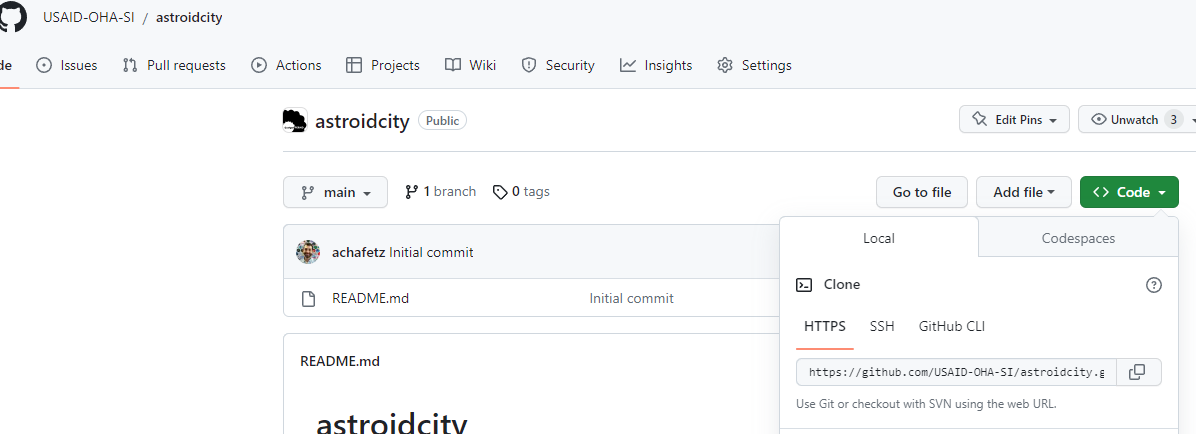 USAID-OHA-SI / astroidcity
de Issues Pull requests Actions Projects Wiki Security Insights Settings
astroidcity Public Edit Pins Unwatch 3
main 1 branch 0 tags Go to file Add file <> Code
Local Codespaces
achafetz Initial commit
Clone
README.md Initial commit
HTTPS SSH GitHub CLI
README.md
https://github.com/USAID-OHA-SI/astroidcity.g
Use Git or checkout with SVN using the web URL.
astroidcity